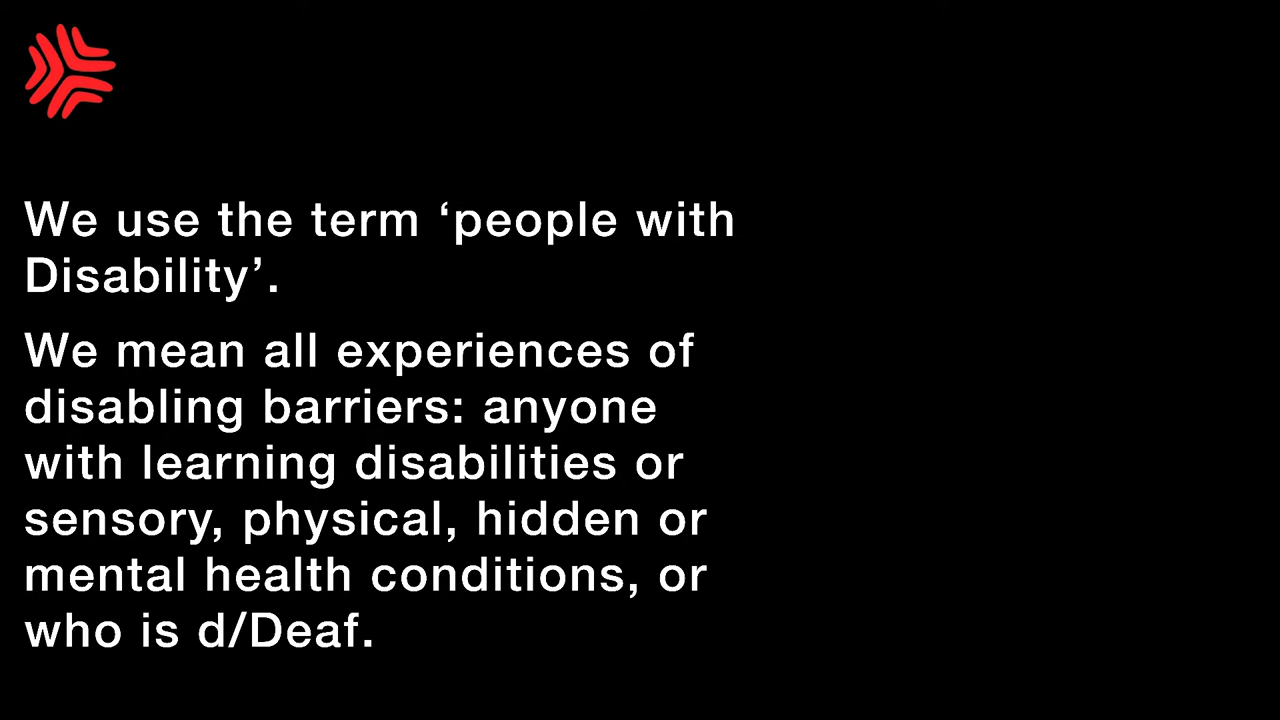 We use the term ‘people with
Disability’.
We mean all experiences of
disabling barriers: anyone
with learning disabilities or
sensory, physical, hidden or
mental health conditions, or
who is d/Deaf.